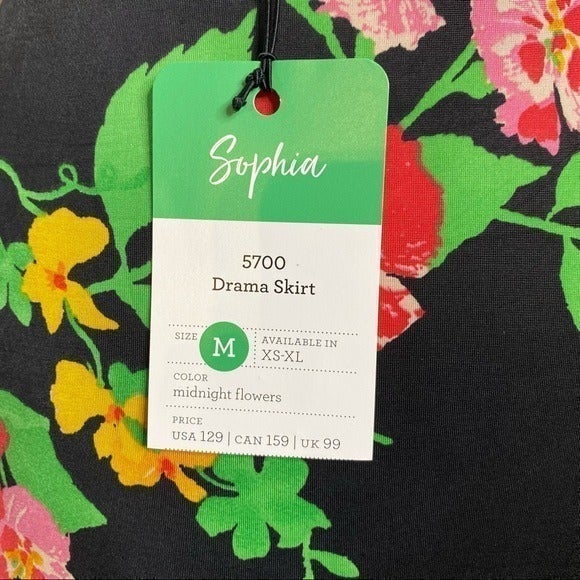 Sophia
5700
Drama Skirt
SIZE M AVAILABLE IN
XS-XL
COLOR
midnight flowers
PRICE
USA 129 | CAN 159 | UK 99